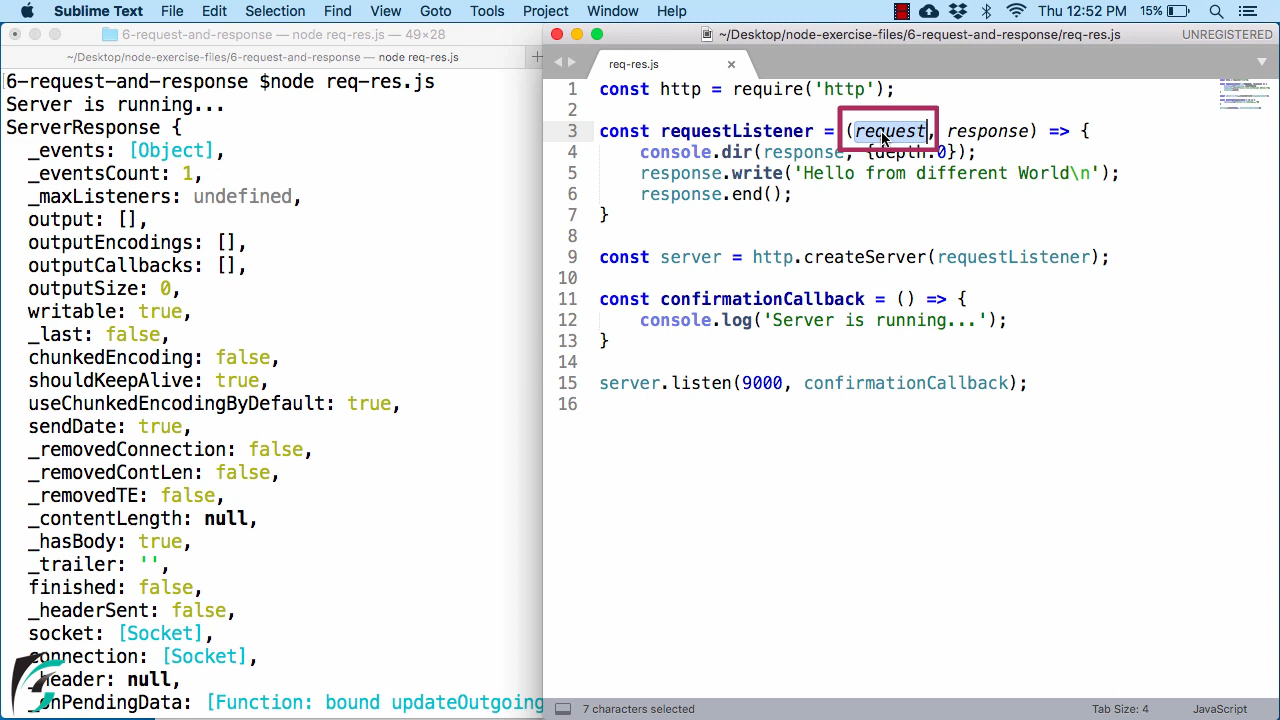 Sublime Text File Edit Selection Find View Goto Tools Project Window Help Thu 12:52 PM 15%
6-request-and-response — node req-res.js — 49×28
~/Desktop/node-exercise-files/6-request-and-response — node req-res.js +
6-request-and-response $node req-res.js
Server is running...
ServerResponse {
_events: [Object],
_eventsCount: 1,
_maxListeners: undefined,
output: [],
outputEncodings: [],
outputCallbacks: [],
outputSize: 0,
writable: true,
_last: false,
chunkedEncoding: false,
shouldKeepAlive: true,
useChunkedEncodingByDefault: true,
sendDate: true,
_removedConnection: false,
_removedContLen: false,
_removedTE: false,
_contentLength: null,
_hasBody: true,
_trailer: '',
finished: false,
_headerSent: false,
socket: [Socket],
connection: [Socket],
_header: null,
_onPendingData: [Function: bound updateOutgoing
~/Desktop/node-exercise-files/6-request-and-response/req-res.js UNREGISTERED
req-res.js ×
1 const http = require('http');
2
3 const requestListener = (request, response) => {
4 console.dir(response, {depth:0});
5 response.write('Hello from different World\n');
6 response.end();
7 }
8
9 const server = http.createServer(requestListener);
10
11 const confirmationCallback = () => {
12 console.log('Server is running...');
13 }
14
15 server.listen(9000, confirmationCallback);
16
7 characters selected Tab Size: 4 JavaScript